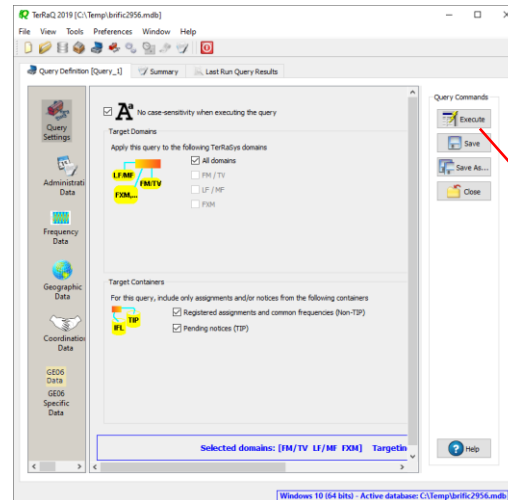 TerRaQ 2019 [C:\Temp\brific2956.mdb]
File View Tools Preferences Window Help
Query Definition [Query_1] Summary Last Run Query Results
Query Settings
Administrati
Data
Frequency
Data
Geographic
Data
Coordination
Data
GE06
Data
GE06
Specific
Data
No case-sensitivity when executing the query
Target Domains
Apply this query to the following TerRaSys domains
LF/MF
FM/TV
FXM,...
All domains
FM / TV
LF / MF
FXM
Target Containers
For this query, include only assignments and/or notices from the following containers
TIP
IFL
Registered assignments and common frequencies (Non-TIP)
Pending notices (TIP)
Selected domains: [FM/TV LF/MF FXM] Targetin
Query Commands
Execute
Save
Save As...
Close
Help
Windows 10 (64 bits) - Active database: C:\Temp\brific2956.mdb